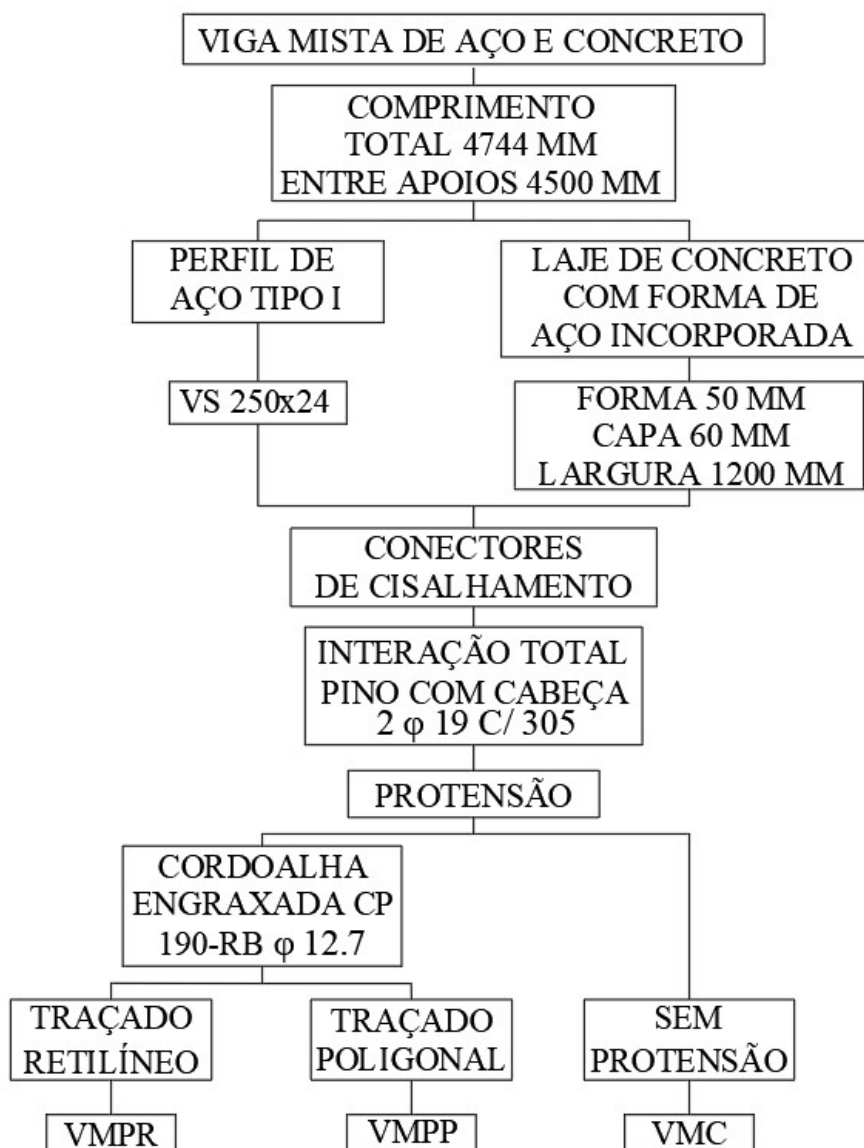 VIGA MISTA DE AÇO E CONCRETO
COMPRIMENTO
TOTAL 4744 MM
ENTRE APOIOS 4500 MM
PERFIL DE
AÇO TIPO I
LAJE DE CONCRETO
COM FORMA DE
AÇO INCORPORADA
VS 250x24
FORMA 50 MM
CAPA 60 MM
LARGURA 1200 MM
CONECTORES
DE CISALHAMENTO
INTERAÇÃO TOTAL
PINO COM CABEÇA
2 φ 19 C/ 305
PROTENSÃO
CORDOALHA
ENGRAXADA CP
190-RB φ 12.7
TRAÇADO
RETILÍNEO
TRAÇADO
POLIGONAL
SEM
PROTENSÃO
VMPR
VMPP
VMC